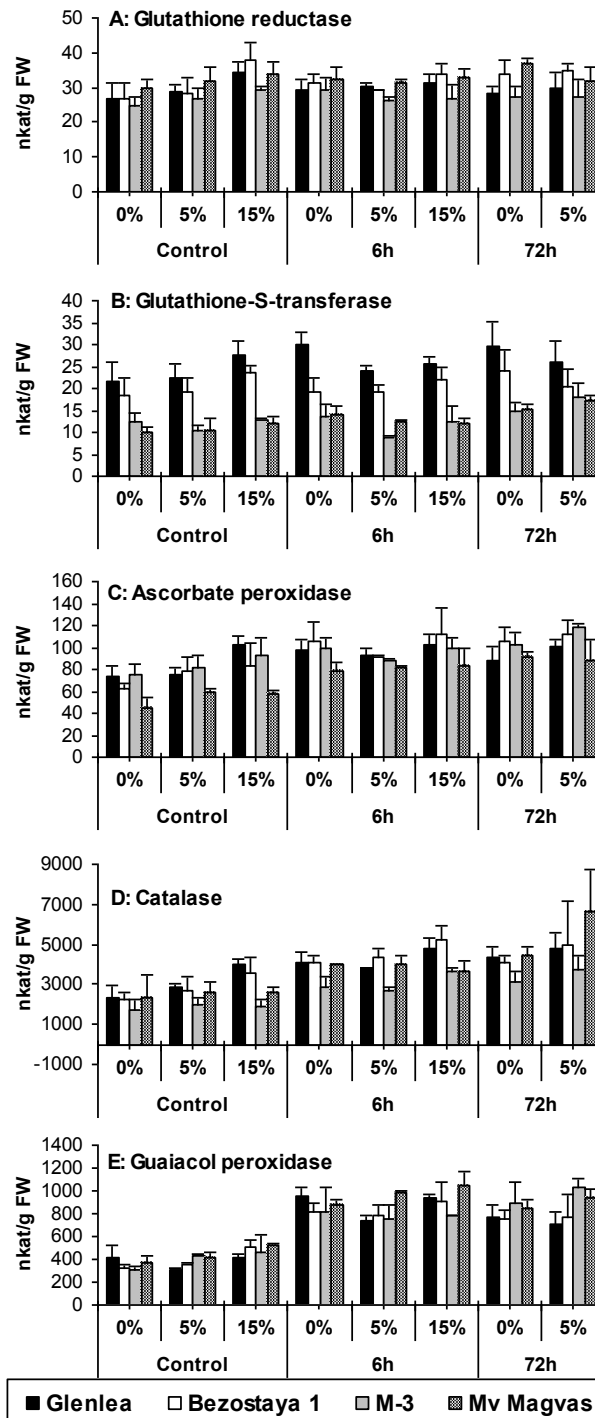 A: Glutathione reductase
nkat/g FW
50
40
30
20
10
0
0% 5% 15% 0% 5% 15% 0% 5%
Control 6h 72h
B: Glutathione-S-transferase
nkat/g FW
40
35
30
25
20
15
10
5
0
0% 5% 15% 0% 5% 15% 0% 5%
Control 6h 72h
C: Ascorbate peroxidase
nkat/g FW
160
140
120
100
80
60
40
20
0
0% 5% 15% 0% 5% 15% 0% 5%
Control 6h 72h
D: Catalase
nkat/g FW
9000
7000
5000
3000
1000
-1000
0% 5% 15% 0% 5% 15% 0% 5%
Control 6h 72h
E: Guaiacol peroxidase
nkat/g FW
1400
1200
1000
800
600
400
200
0
0% 5% 15% 0% 5% 15% 0% 5%
Control 6h 72h
Glenlea Bezostaya 1 M-3 Mv Magvas